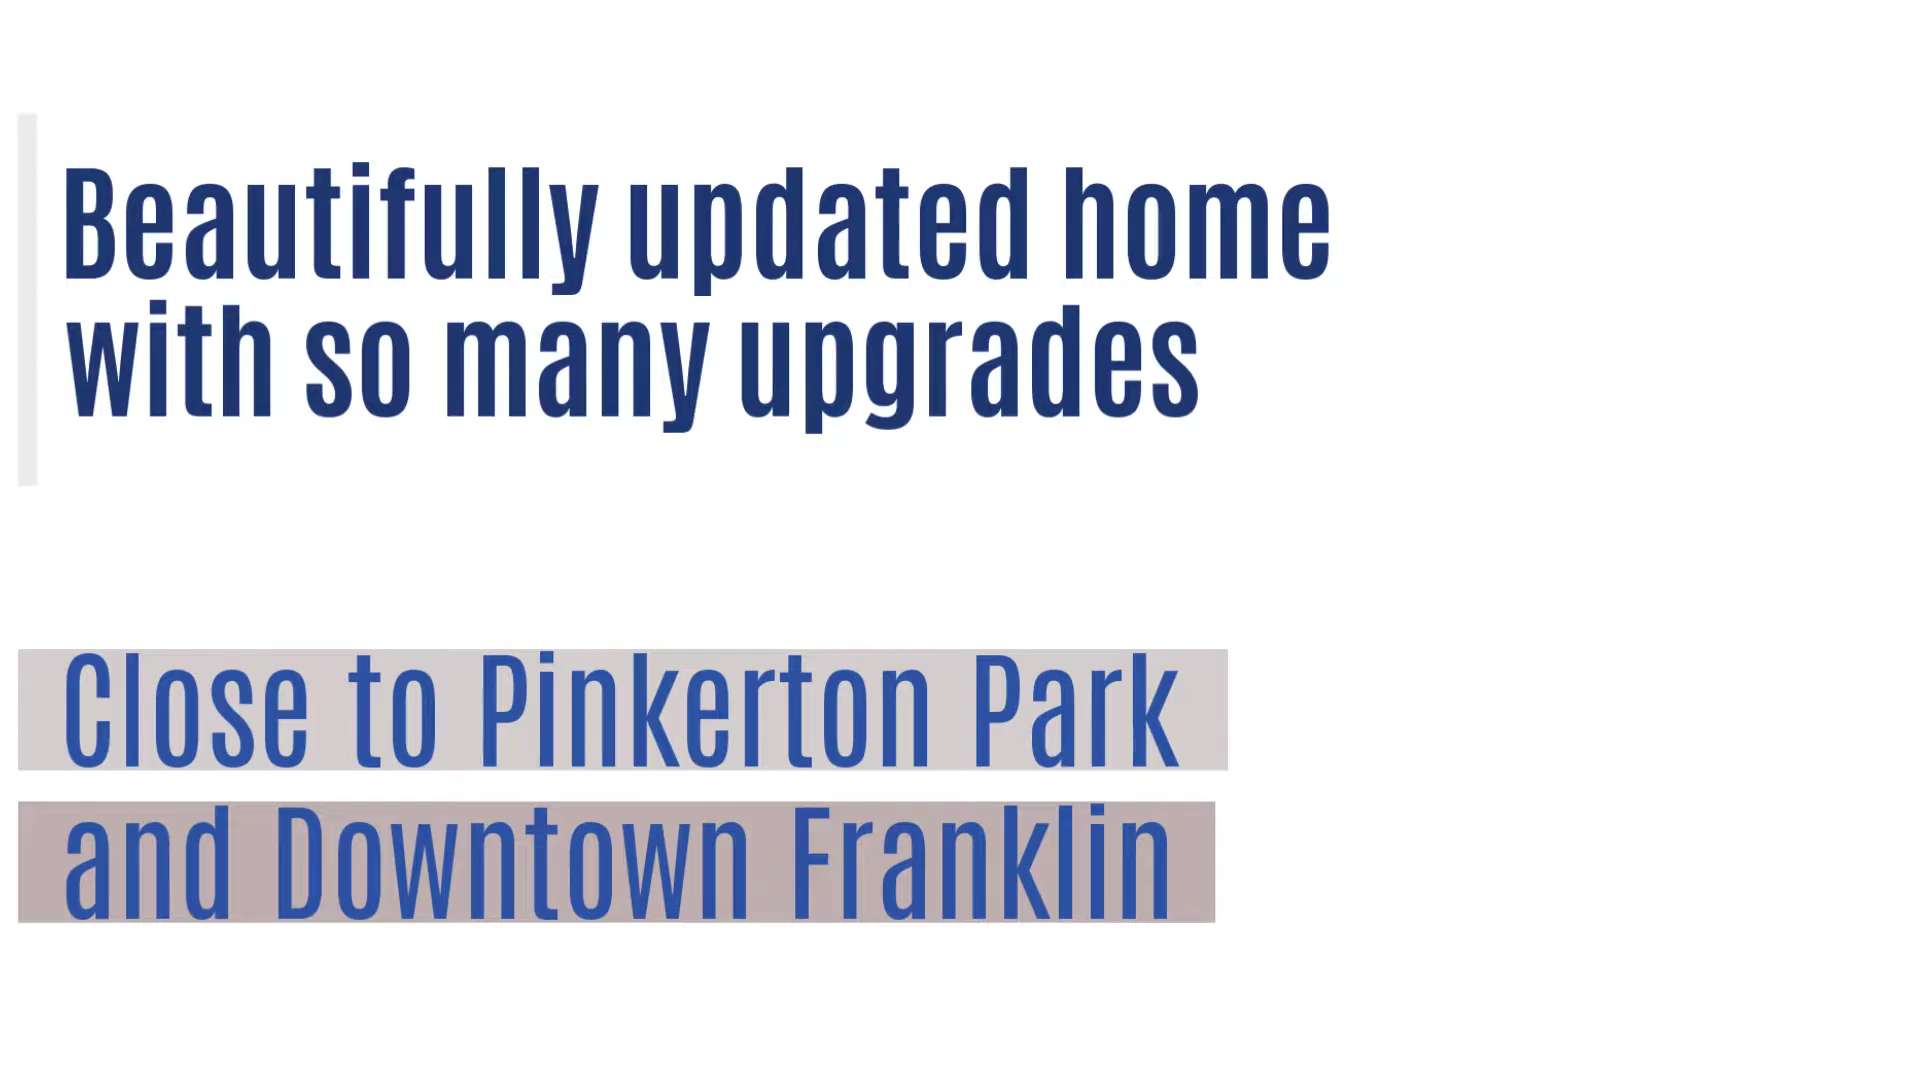 Beautifully updated home
with so many upgrades
Close to Pinkerton Park
and Downtown Franklin